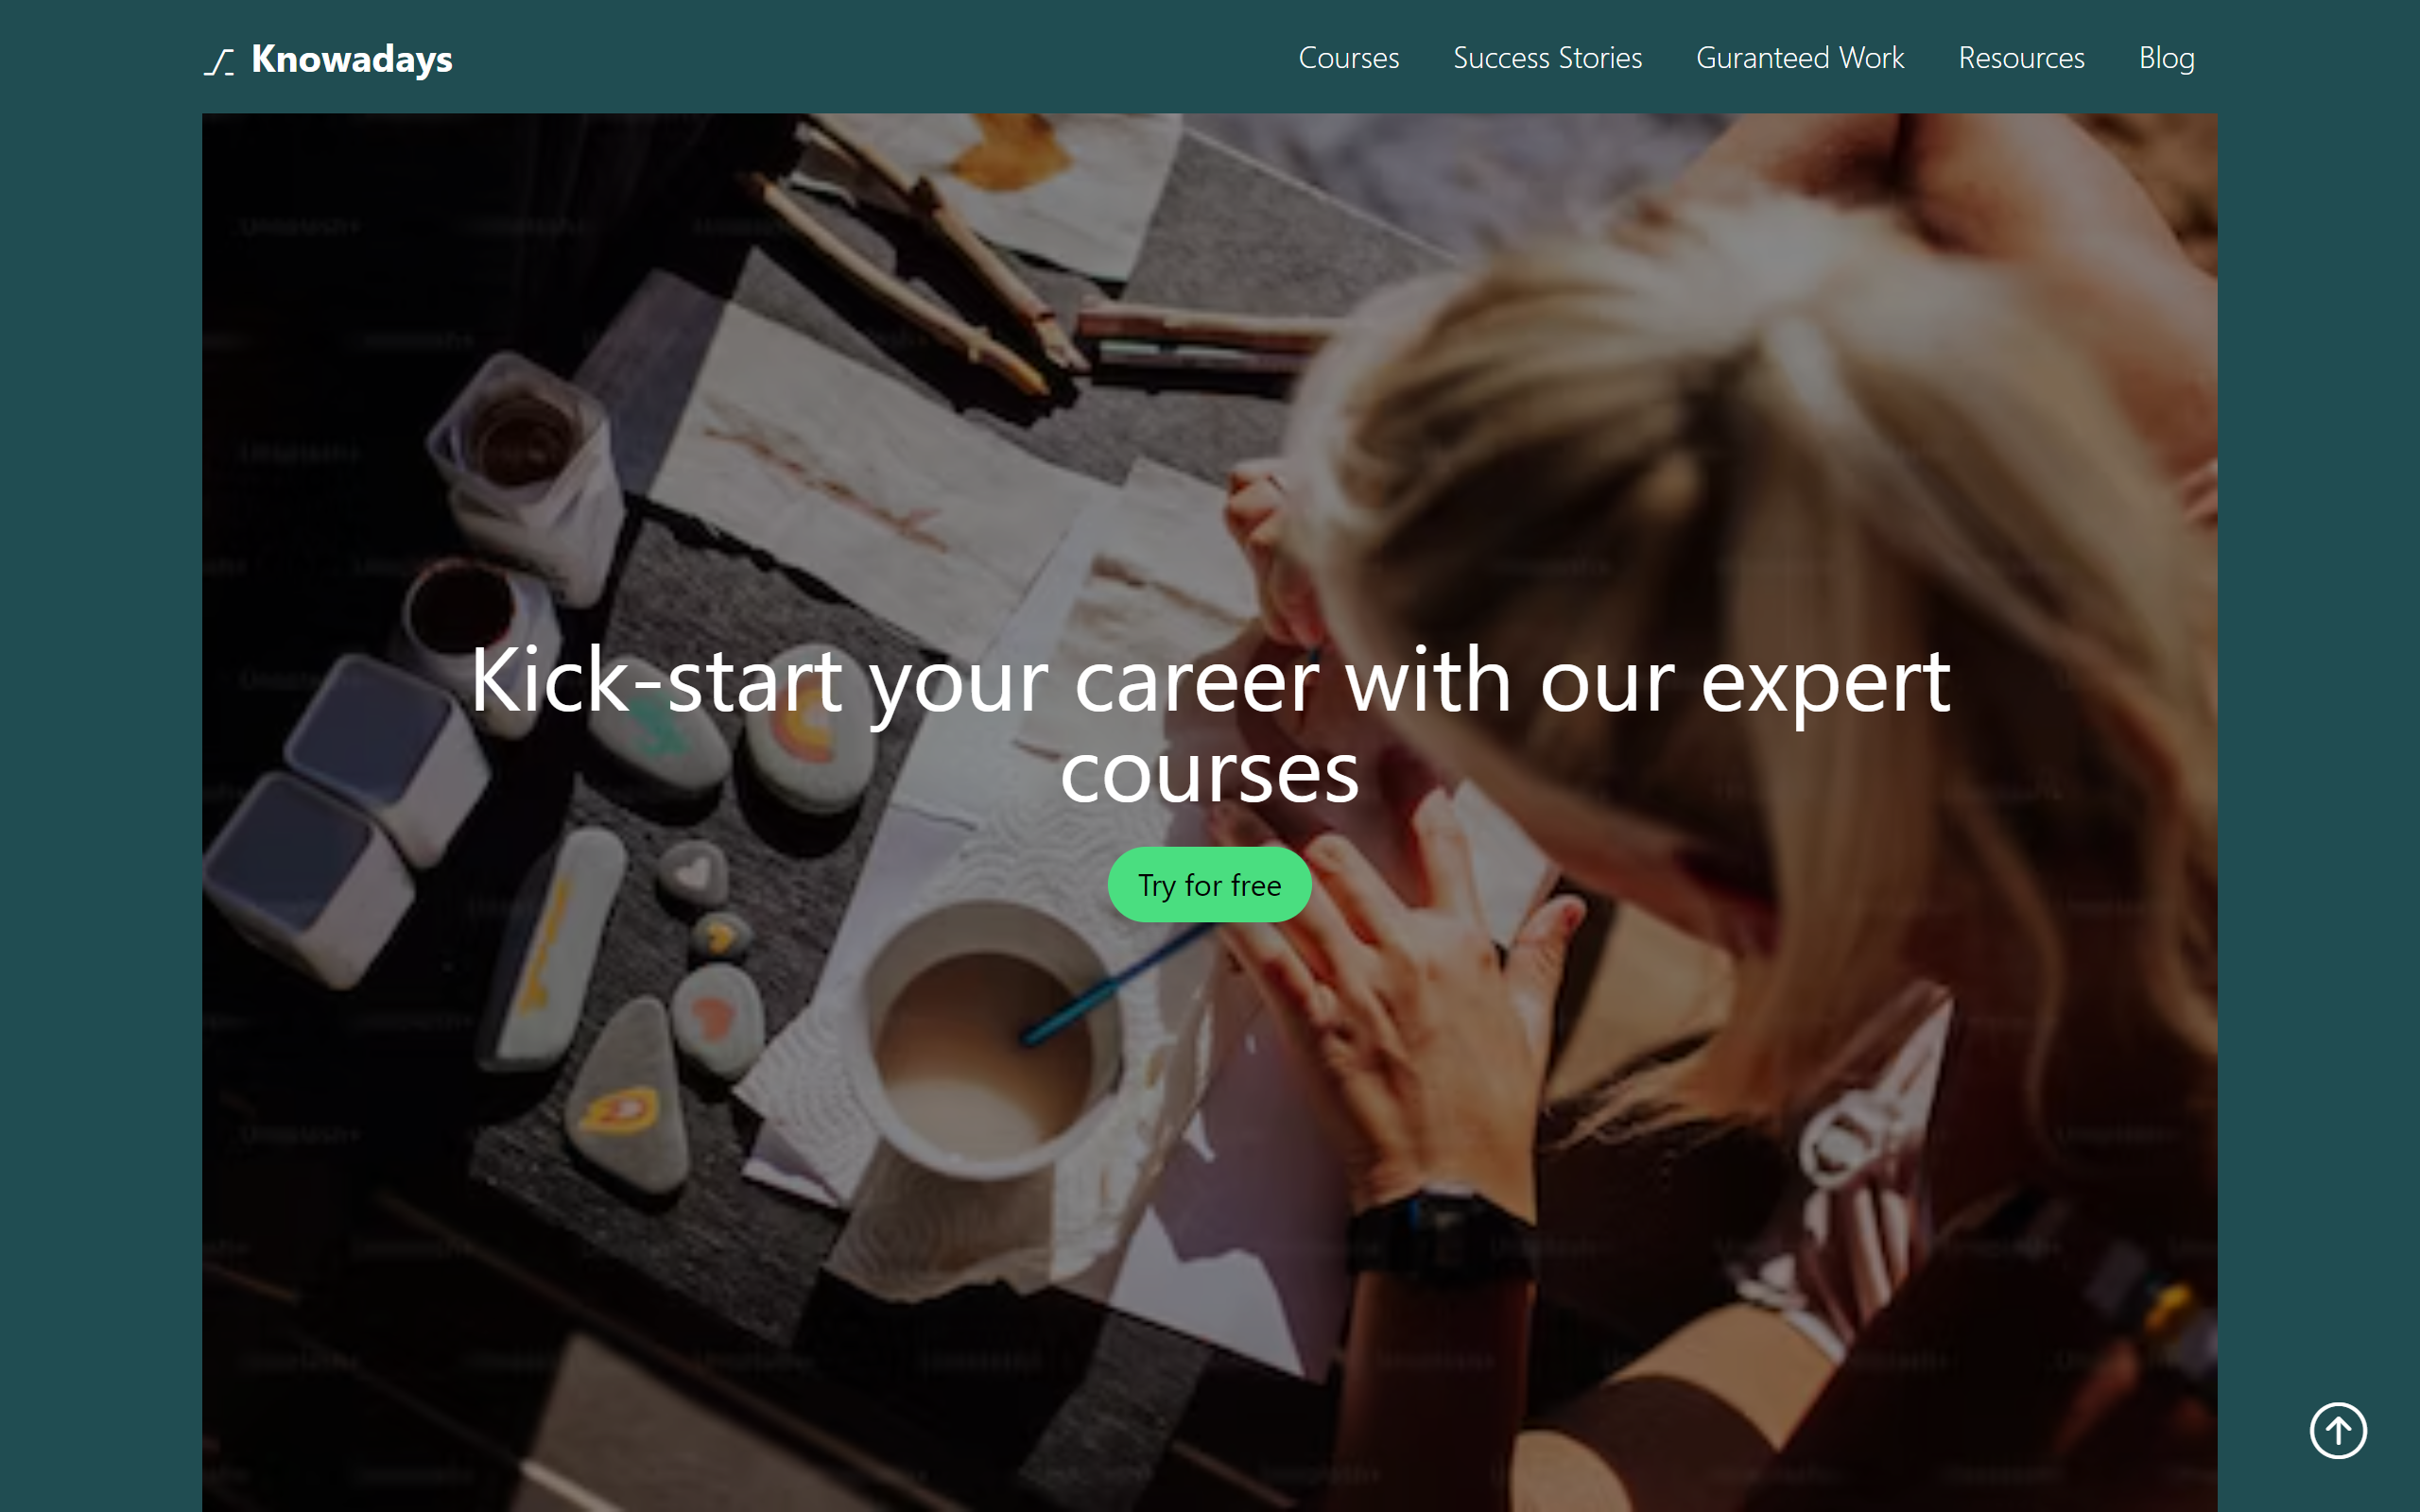 Knowadays
Courses Success Stories Guranteed Work Resources Blog
Kick-start your career with our expert
courses
Try for free